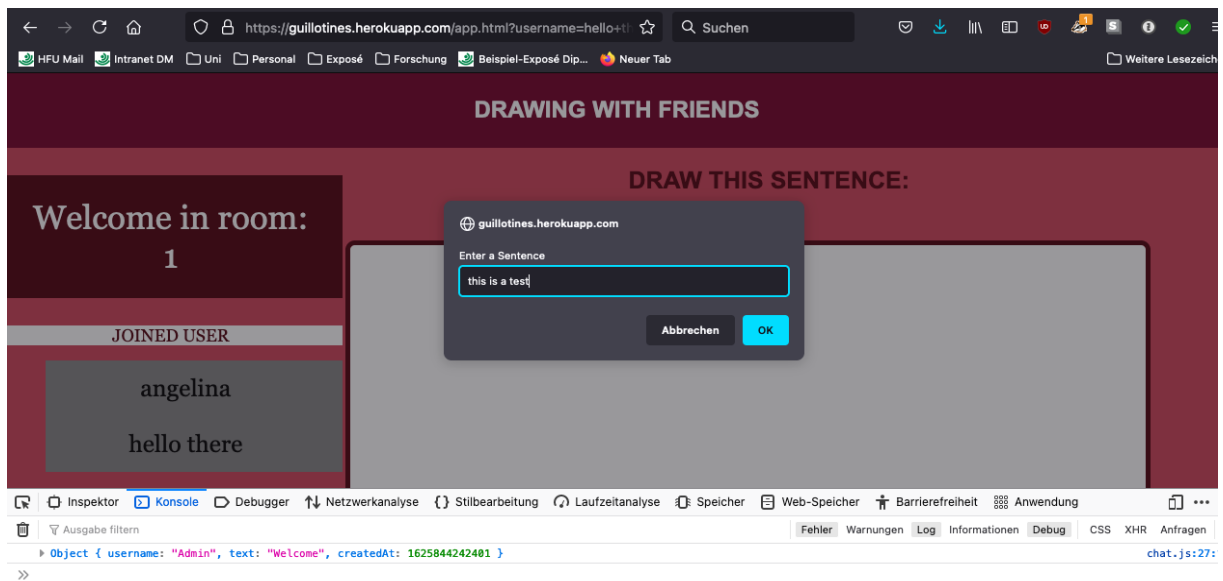 https://guillotines.herokuapp.com/app.html?username=hello+th
Suchen
1
HFU Mail Intranet DM Uni Personal Exposé Forschung Beispiel-Exposé Dip... Neuer Tab Weitere Lesezeich
DRAWING WITH FRIENDS
DRAW THIS SENTENCE:
Welcome in room:
1
guillotines.herokuapp.com
Enter a Sentence
this is a test
Abbrechen OK
JOINED USER
angelina
hello there
Inspektor Konsole Debugger Netzwerkanalyse Stilbearbeitung Laufzeitanalyse Speicher Web-Speicher Barrierefreiheit Anwendung
Ausgabe filtern Fehler Warnungen Log Informationen Debug CSS XHR Anfragen
Object { username: "Admin", text: "Welcome", createdAt: 1625844242401 } chat.js:27: